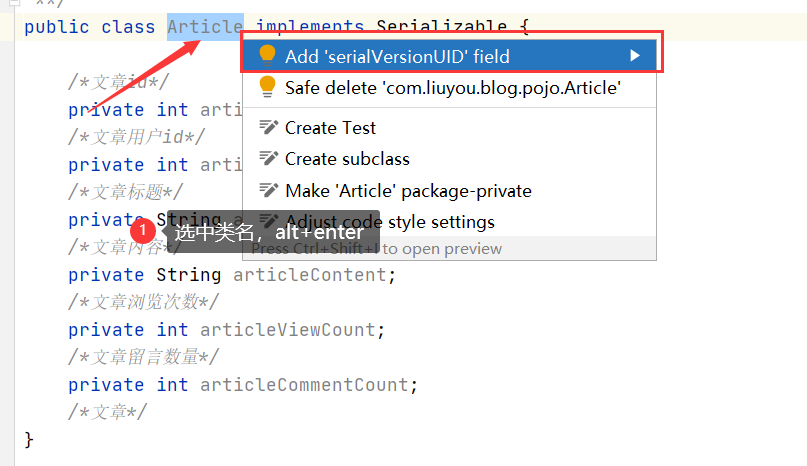 **/
public class Article implements Serializable {
Add 'serialVersionUID' field
/*文章id*/
Safe delete 'com.liuyou.blog.pojo.Article'
private int arti
/*文章用户id*/
Create Test
private int arti
Create subclass
/*文章标题*/
Make 'Article' package-private
private String a
Adjust code style settings
1 选中类名，alt+enter
/*文章内容*/
Press Ctrl+Shift+I to open preview
private String articleContent;
/*文章浏览次数*/
private int articleViewCount;
/*文章留言数量*/
private int articleCommentCount;
/*文章*/
}